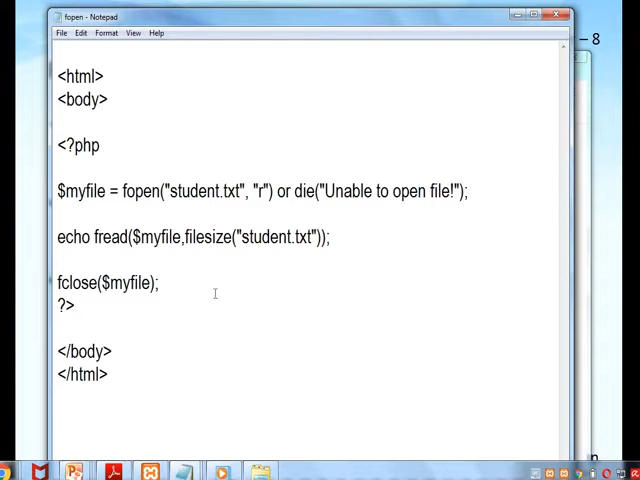 fopen - Notepad
File Edit Format View Help
– 8
<html>
<body>
<?php
$myfile = fopen("student.txt", "r") or die("Unable to open file!");
echo fread($myfile,filesize("student.txt"));
fclose($myfile);
?>
</body>
</html>
n